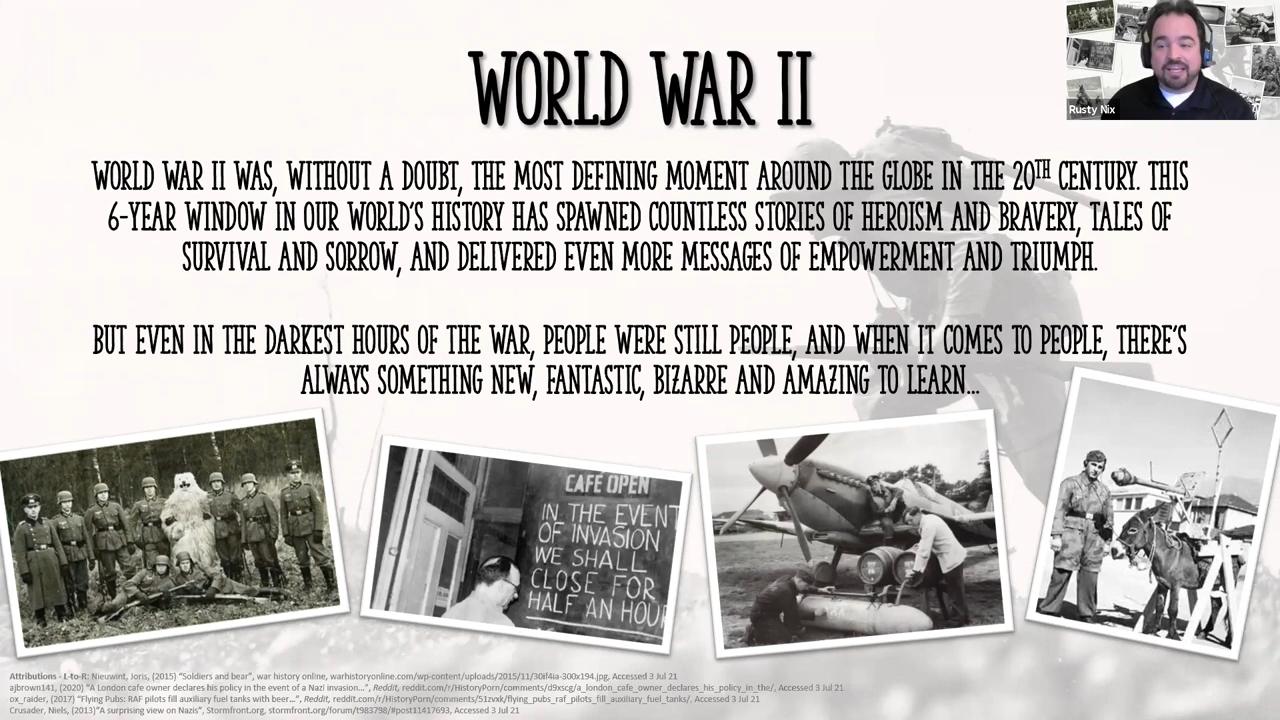 WORLD WAR II
Rusty Nix
WORLD WAR II WAS, WITHOUT A DOUBT, THE MOST DEFINING MOMENT AROUND THE GLOBE IN THE 20TH CENTURY. THIS
6-YEAR WINDOW IN OUR WORLD'S HISTORY HAS SPAWNED COUNTLESS STORIES OF HEROISM AND BRAVERY, TALES OF
SURVIVAL AND SORROW, AND DELIVERED EVEN MORE MESSAGES OF EMPOWERMENT AND TRIUMPH.
BUT EVEN IN THE DARKEST HOURS OF THE WAR, PEOPLE WERE STILL PEOPLE, AND WHEN IT COMES TO PEOPLE, THERE'S
ALWAYS SOMETHING NEW, FANTASTIC, BIZARRE AND AMAZING TO LEARN...
CAFE OPEN
IN THE EVENT
OF INVASION
WE SHALL
CLOSE FOR
HALF AN HOUR
Attributions - L-to-R: Nieuwint, Joris, (2015) "Soldiers and bear", war history online, warhistoryonline.com/wp-content/uploads/2015/11/30if4ia-300x194.jpg, Accessed 3 Jul 21
ajbrown141, (2020) "A London cafe owner declares his policy in the event of a Nazi invasion...", Reddit, reddit.com/r/HistoryPorn/comments/d9xscg/a_london_cafe_owner_declares_his_policy_in_the/, Accessed 3 Jul 21
ox_raider, (2017) "Flying Pubs: RAF pilots fill auxiliary fuel tanks with beer...", Reddit, reddit.com/r/HistoryPorn/comments/51zvxk/flying_pubs_raf_pilots_fill_auxiliary_fuel_tanks/, Accessed 3 Jul 21
Crusader, Niels, (2013)"A surprising view on Nazis", Stormfront.org, stormfront.org/forum/t983798/#post11417693, Accessed 3 Jul 21